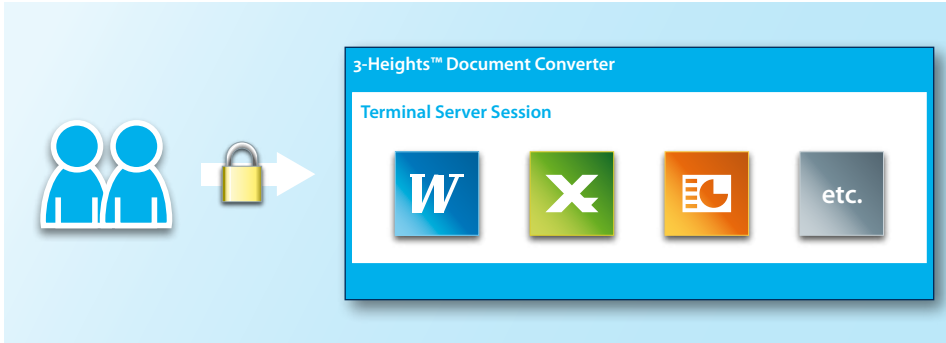 3-Heights™ Document Converter
Terminal Server Session
W
X
etc.